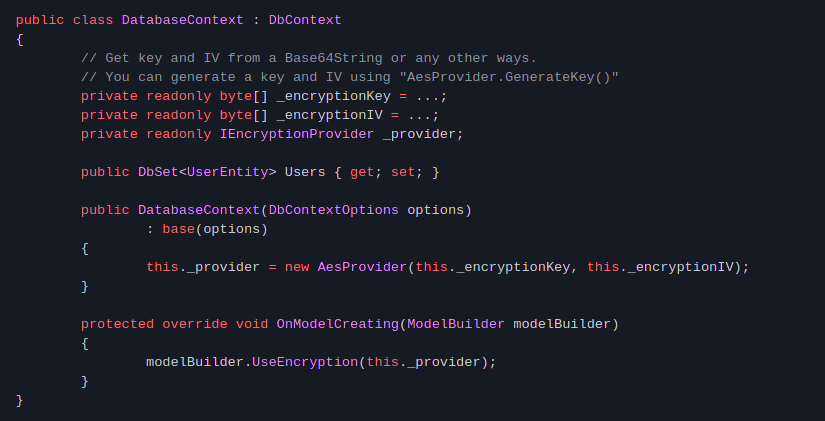 public class DatabaseContext : DbContext
{
        // Get key and IV from a Base64String or any other ways.
        // You can generate a key and IV using "AesProvider.GenerateKey()"
        private readonly byte[] _encryptionKey = ...;
        private readonly byte[] _encryptionIV = ...;
        private readonly IEncryptionProvider _provider;

        public DbSet<UserEntity> Users { get; set; }

        public DatabaseContext(DbContextOptions options)
                : base(options)
        {
                this._provider = new AesProvider(this._encryptionKey, this._encryptionIV);
        }

        protected override void OnModelCreating(ModelBuilder modelBuilder)
        {
                modelBuilder.UseEncryption(this._provider);
        }
}